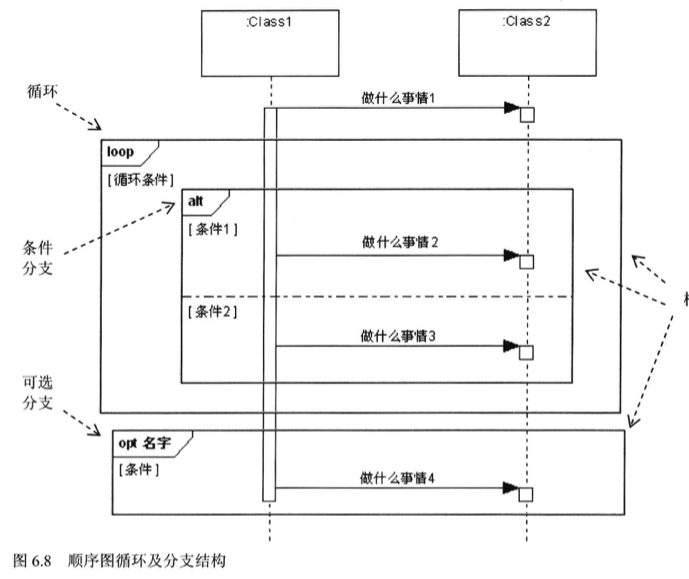 :Class1
:Class2
循环
做什么事情1
loop
[循环条件]
alt
[条件1]
条件
分支
做什么事情2
[条件2]
做什么事情3
可选
分支
opt 名字
[条件]
做什么事情4
图 6.8 顺序图循环及分支结构